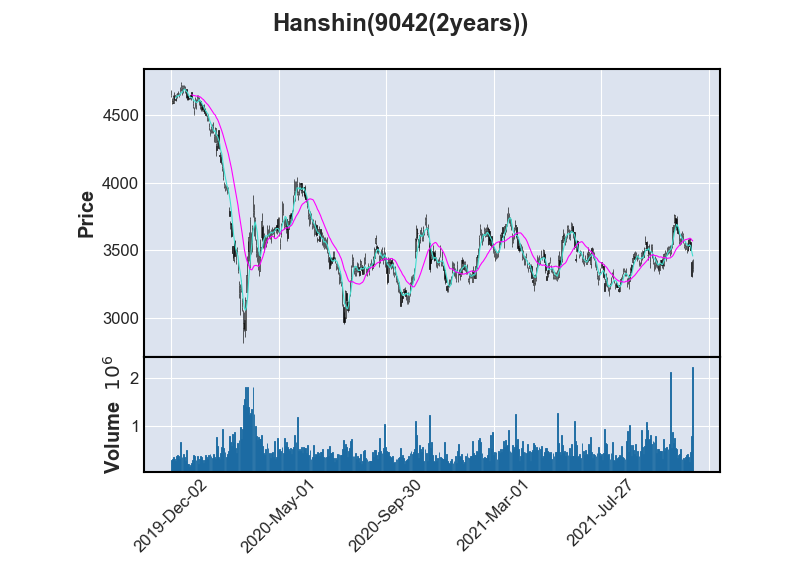 Hanshin(9042(2years))
Price
4500
4000
3500
3000
Volume 10^6
2
1
2019-Dec-02
2020-May-01
2020-Sep-30
2021-Mar-01
2021-Jul-27